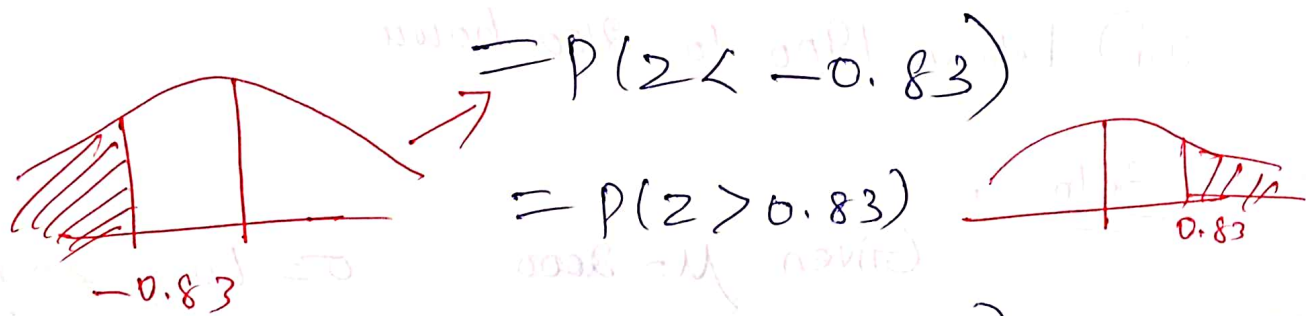 = P(z < -0.83)
= P(z > 0.83)
0.83
-0.83